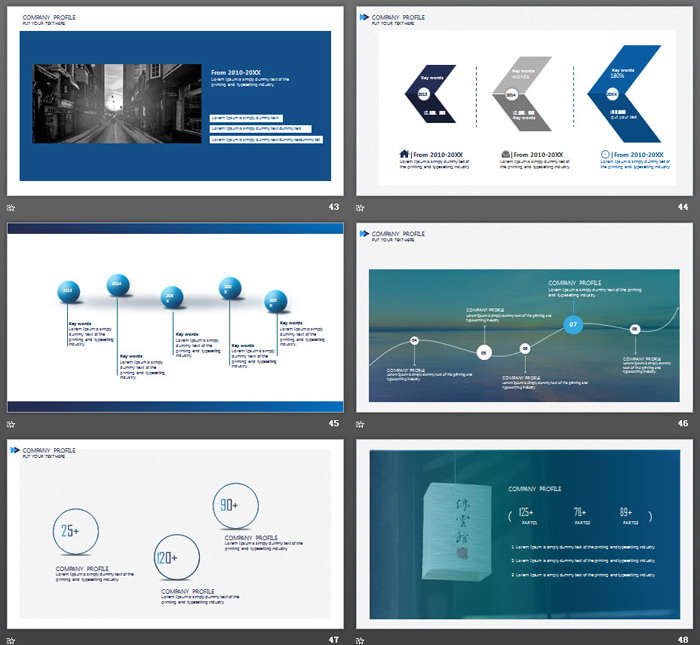 COMPANY PROFILE
PUT YOUR TEXT HERE
From 2010-20XX
Lorem Ipsum is simply dummy text of the
printing and typesetting industry
Lorem Ipsum is simply dummy text
Lorem Ipsum is simply dummy text dummy text
Lorem Ipsum is simply dummy text dummy text dummy text
43
COMPANY PROFILE
PUT YOUR TEXT HERE
Key words
2013
Key words
words
2014
Key words
Key words
180%
20XX
put your text
From 2010-20XX
Lorem Ipsum is simply dummy text of
the printing and typesetting industry
From 2010-20XX
Lorem Ipsum is simply dummy text of
the printing and typesetting industry
From 2010-20XX
Lorem Ipsum is simply dummy text of
the printing and typesetting industry
44
2013
2014
20X
X
20X
X
20X
X
Key words
Lorem Ipsum is simply
dummy text of the
printing and typesetting
industry.
Key words
Lorem Ipsum is simply
dummy text of the
printing and typesetting
industry.
Key words
Lorem Ipsum is simply
dummy text of the
printing and typesetting
industry.
Key words
Lorem Ipsum is simply
dummy text of the
printing and typesetting
industry.
Key words
Lorem Ipsum is simply
dummy text of the
printing and typesetting
industry.
45
COMPANY PROFILE
PUT YOUR TEXT HERE
COMPANY PROFILE
Lorem Ipsum is simply dummy text of the printing
and typesetting industry.
COMPANY PROFILE
Lorem Ipsum is simply dummy text of the printing and
typesetting industry.
04
05
06
07
08
COMPANY PROFILE
Lorem Ipsum is simply dummy text of the
printing and typesetting industry.
COMPANY PROFILE
Lorem Ipsum is simply dummy text of the printing and
typesetting industry.
COMPANY PROFILE
Lorem Ipsum is simply dummy text of the
printing and typesetting industry.
46
COMPANY PROFILE
PUT YOUR TEXT HERE
25+
COMPANY PROFILE
Lorem Ipsum is simply dummy text of the
printing and typesetting industry.
120+
COMPANY PROFILE
Lorem Ipsum is simply dummy text of the
printing and typesetting industry.
90+
COMPANY PROFILE
Lorem Ipsum is simply dummy text of the
printing and typesetting industry.
47
COMPANY PROFILE
125+
78+
89+
PART01
PART02
PART03
1. Lorem Ipsum is simply dummy text of the printing and typesetting industry.
2. Lorem Ipsum is simply dummy text of the printing and typesetting industry.
3. Lorem Ipsum is simply dummy text of the printing and typesetting industry.
48